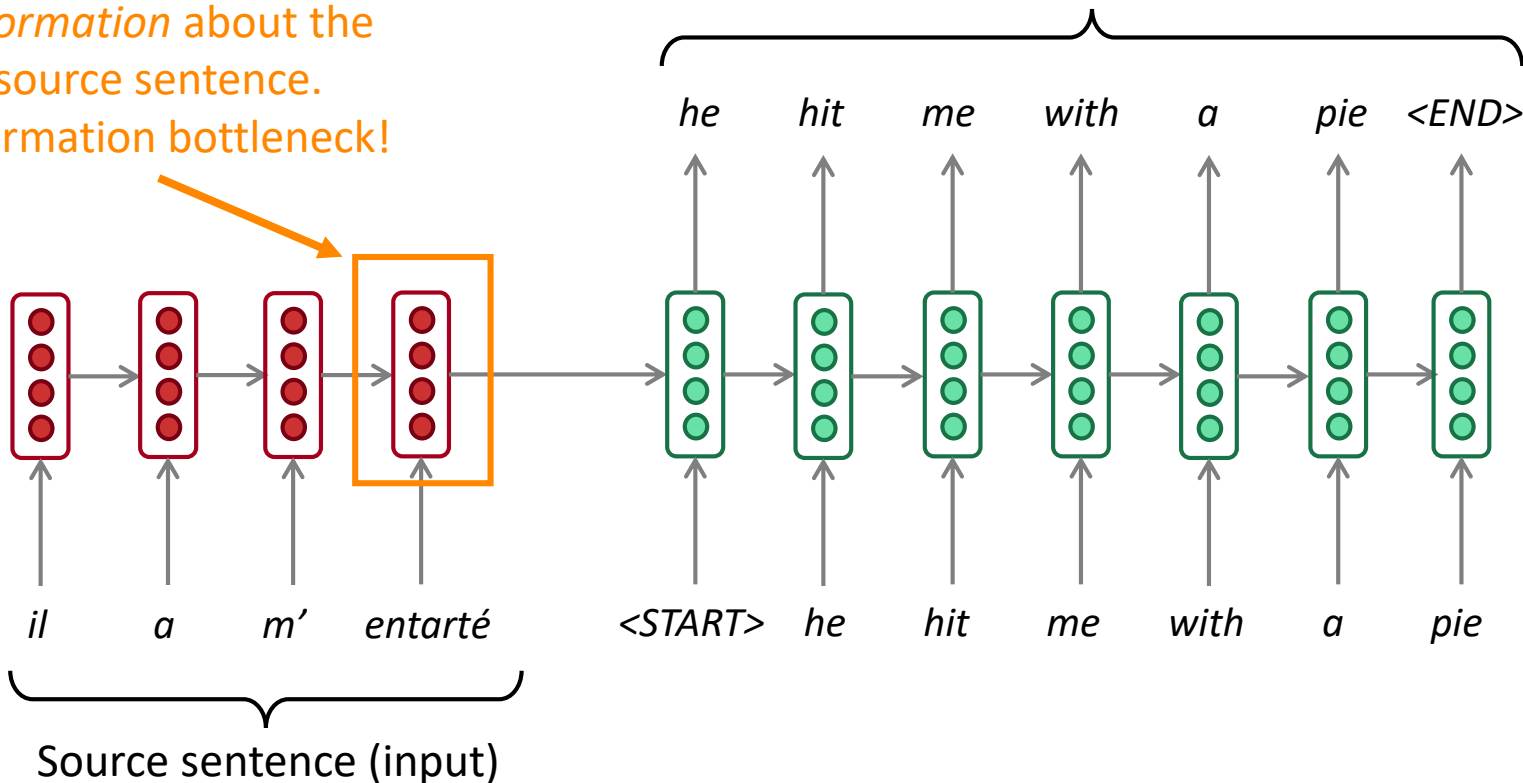 ormation about the
source sentence.
rmation bottleneck!
he hit me with a pie <END>
il a m’ entarté <START> he hit me with a pie
Source sentence (input)